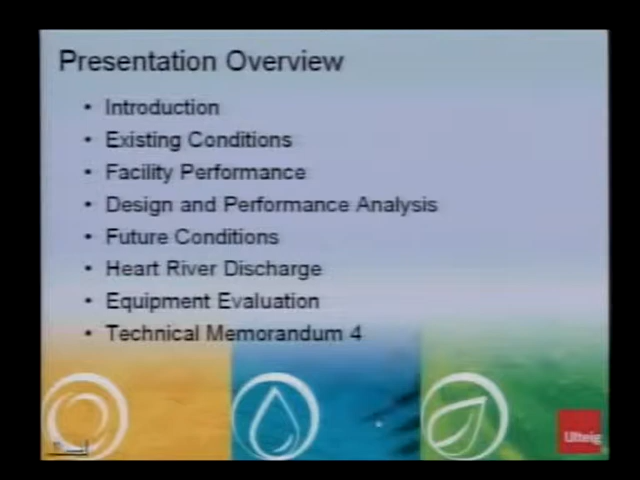 Presentation Overview
• Introduction
• Existing Conditions
• Facility Performance
• Design and Performance Analysis
• Future Conditions
• Heart River Discharge
• Equipment Evaluation
• Technical Memorandum 4
Ulteig